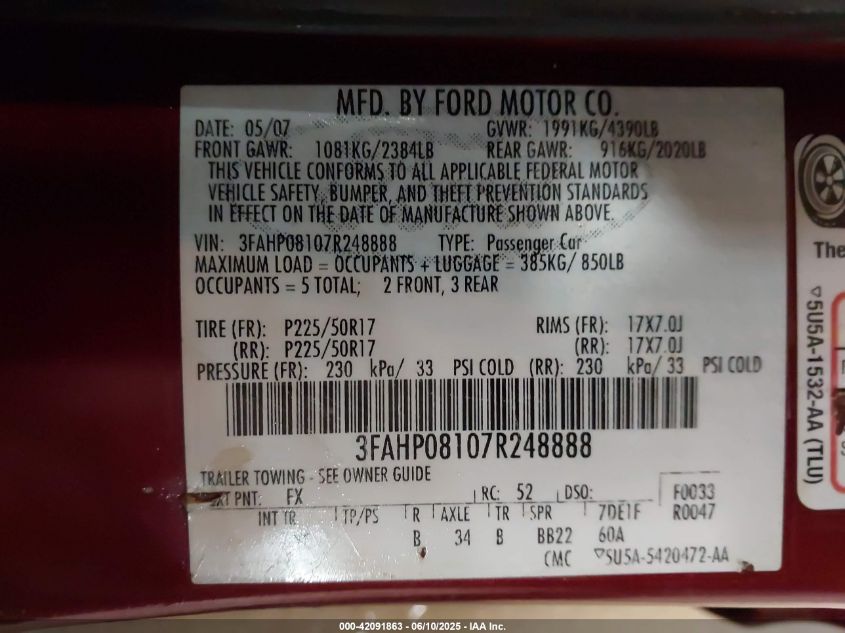 MFD. BY FORD MOTOR CO.
DATE: 05/07 GVWR: 1991KG/4390LB
FRONT GAWR: 1081KG/2384LB REAR GAWR: 916KG/2020LB
THIS VEHICLE CONFORMS TO ALL APPLICABLE FEDERAL MOTOR
VEHICLE SAFETY, BUMPER, AND THEFT PREVENTION STANDARDS
IN EFFECT ON THE DATE OF MANUFACTURE SHOWN ABOVE.
VIN: 3FAHP08107R248888 TYPE: Passenger Car
MAXIMUM LOAD = OCCUPANTS + LUGGAGE = 385KG/ 850LB
OCCUPANTS = 5 TOTAL; 2 FRONT, 3 REAR
TIRE (FR): P225/50R17 RIMS (FR): 17X7.0J
(RR): P225/50R17 (RR): 17X7.0J
PRESSURE (FR): 230 kPa/ 33 PSI COLD (RR): 230 kPa/ 33 PSI COLD
3FAHP08107R248888
TRAILER TOWING - SEE OWNER GUIDE
EXT PNT: FX RC: 52 DSO: F0033
INT TR TP/PS R AXLE TR SPR 7DE1F R0047
B 34 B BB22 60A
CMC 5U5A-5420472-AA
The
5U5A-1532-AA (TLU)
000-42091863 - 06/10/2025 - IAA Inc.